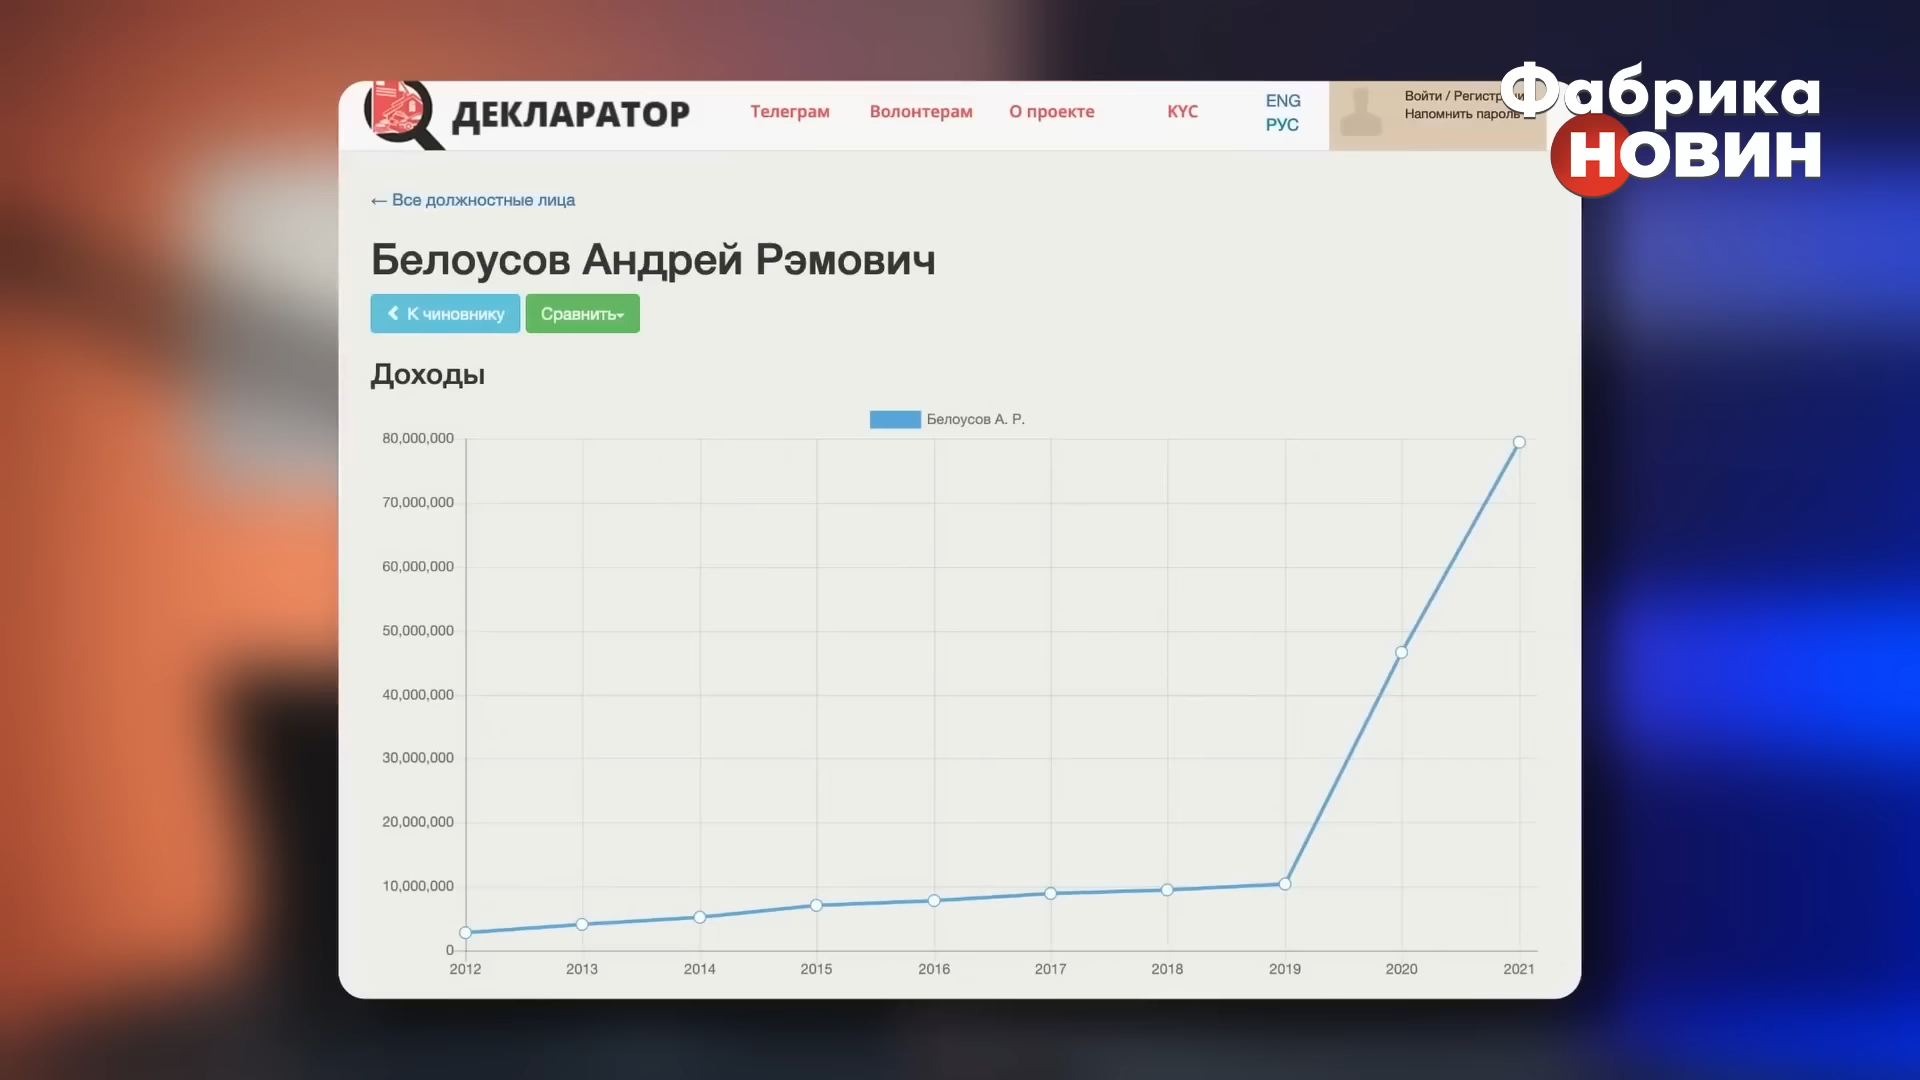 Фабрика
новин
ДЕКЛАРАТОР
Телеграм
Волонтерам
О проекте
КУС
ENG
РУС
Войти /
Напомнить пароль
← Все должностные лица
Белоусов Андрей Рэмович
К чиновнику
Сравнить
Доходы
Белоусов А. Р.
80,000,000
70,000,000
60,000,000
50,000,000
40,000,000
30,000,000
20,000,000
10,000,000
0
2012 2013 2014 2015 2016 2017 2018 2019 2020 2021